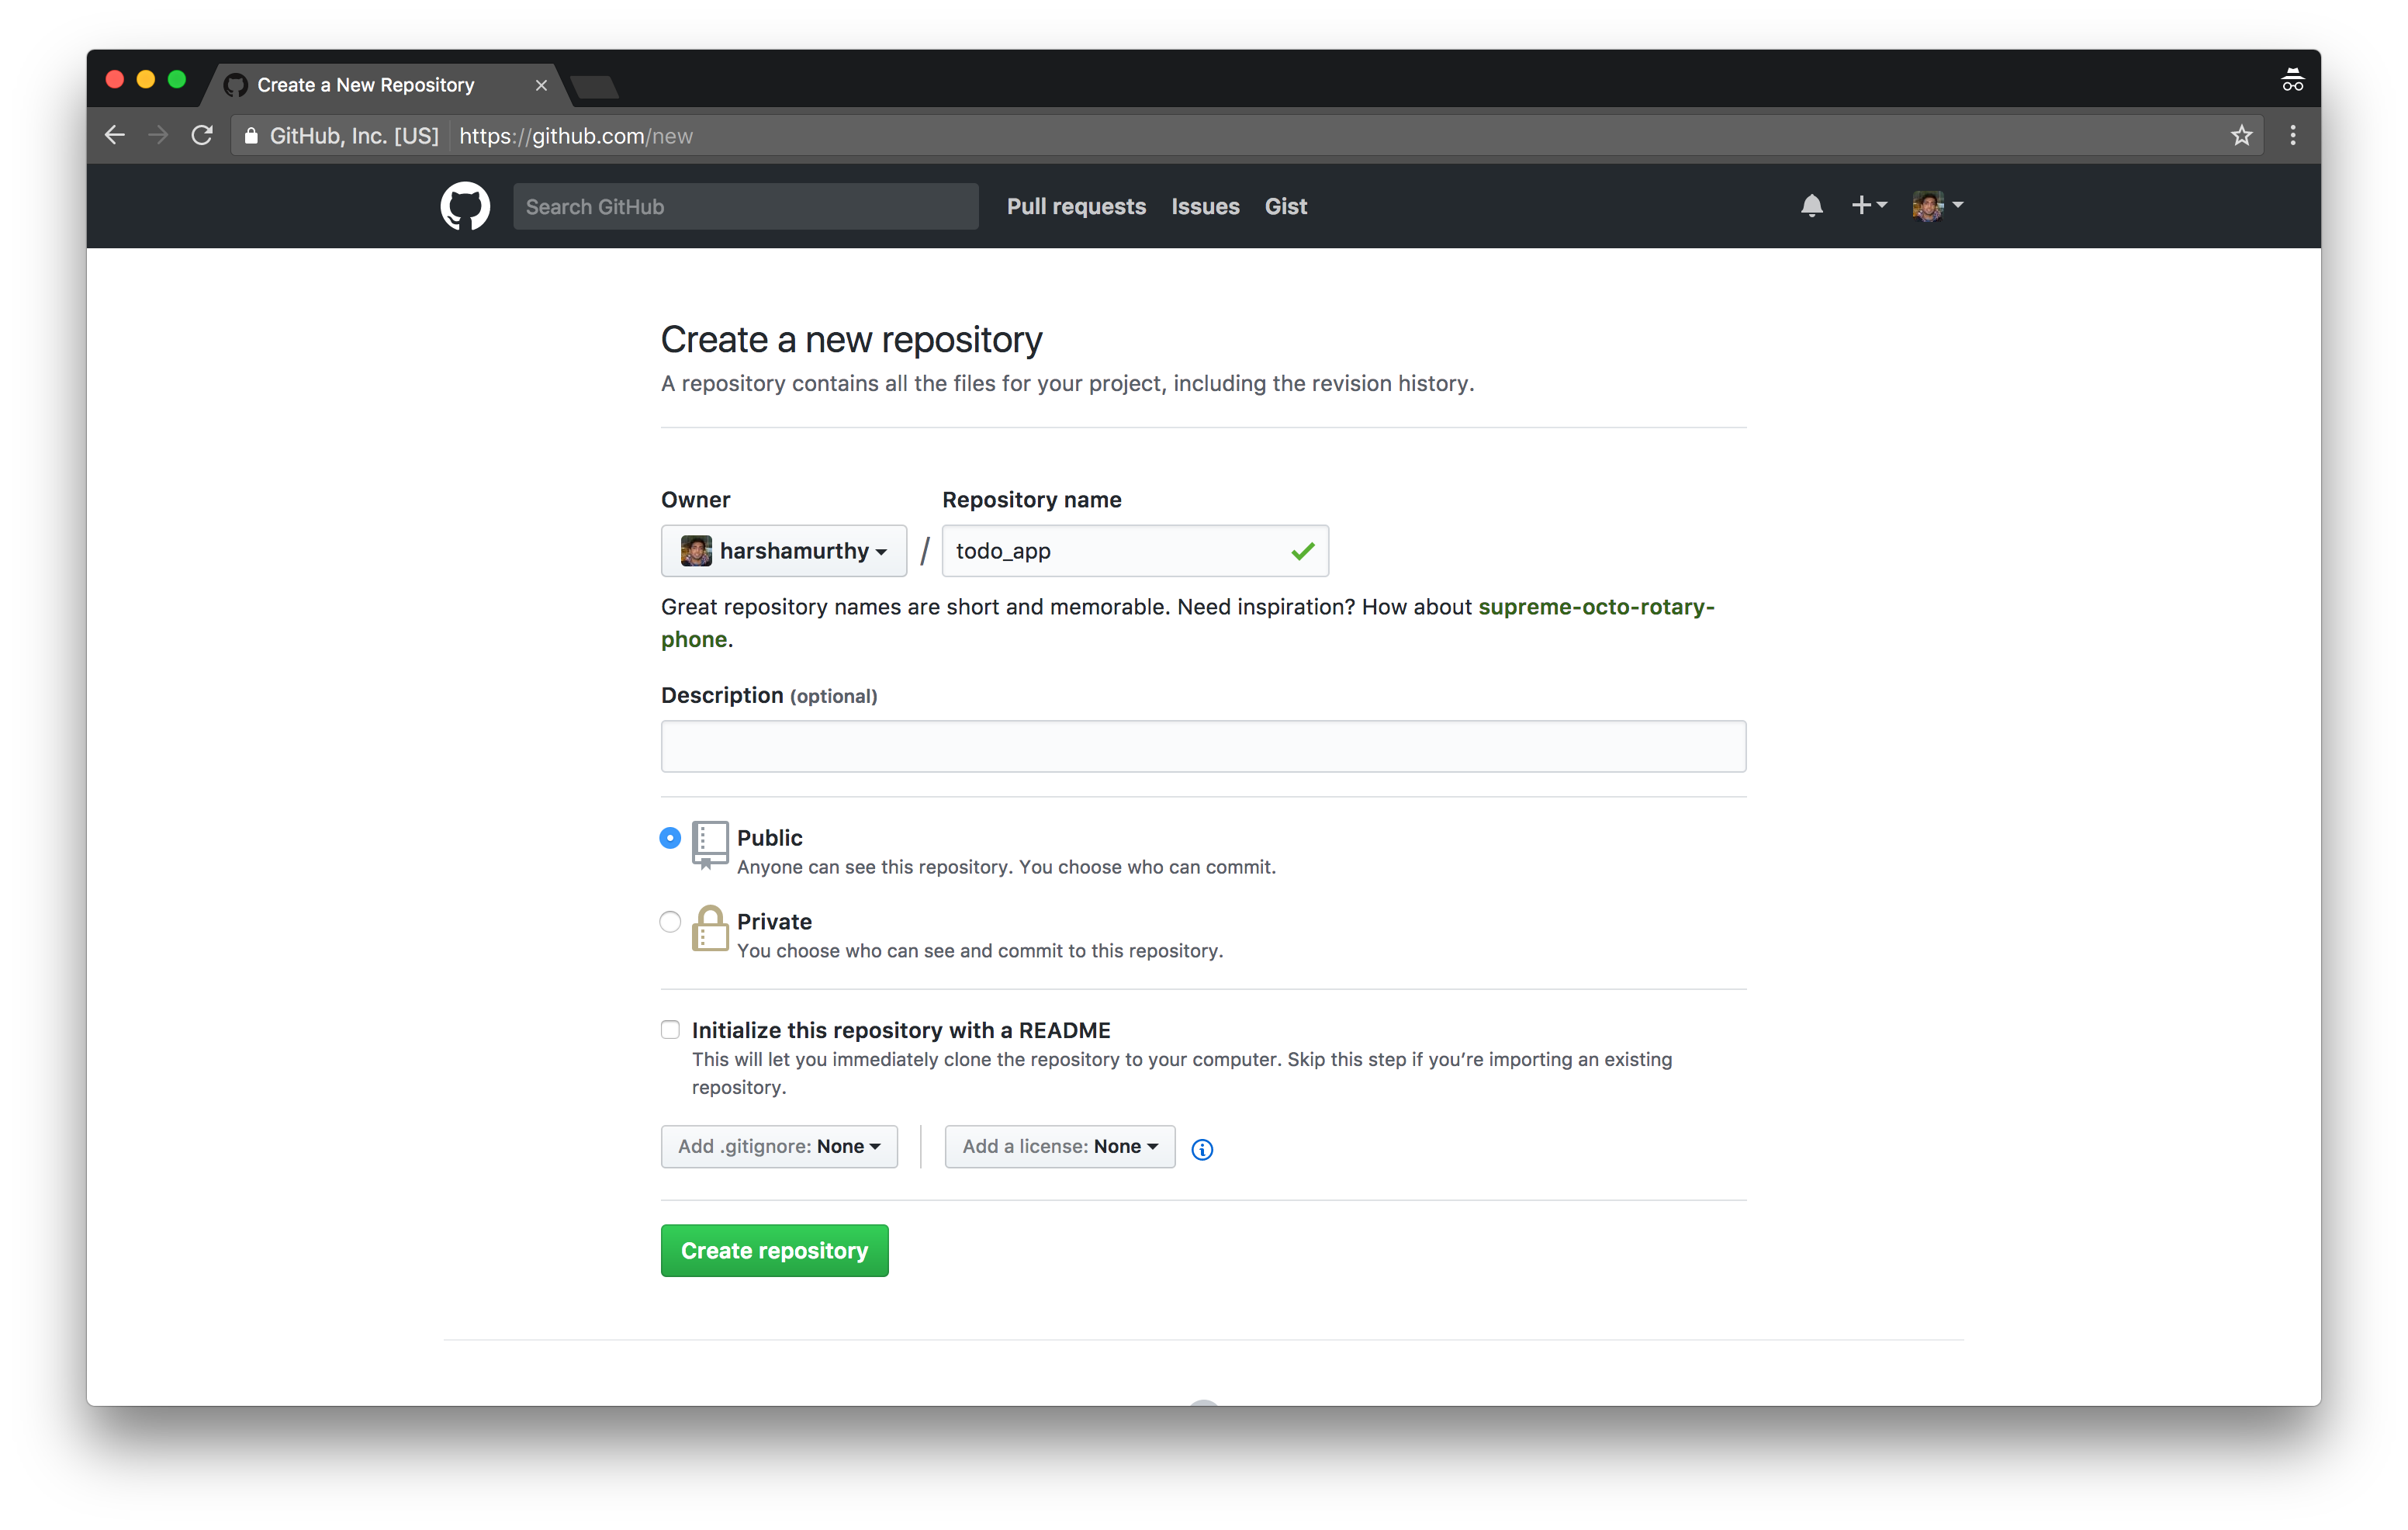 Create a New Repository
GitHub, Inc. [US] https://github.com/new
Search GitHub Pull requests Issues Gist
Create a new repository
A repository contains all the files for your project, including the revision history.
Owner Repository name
harshamurthy / todo_app
Great repository names are short and memorable. Need inspiration? How about supreme-octo-rotary-
phone.
Description (optional)
Public
Anyone can see this repository. You choose who can commit.
Private
You choose who can see and commit to this repository.
Initialize this repository with a README
This will let you immediately clone the repository to your computer. Skip this step if you’re importing an existing
repository.
Add .gitignore: None Add a license: None
Create repository